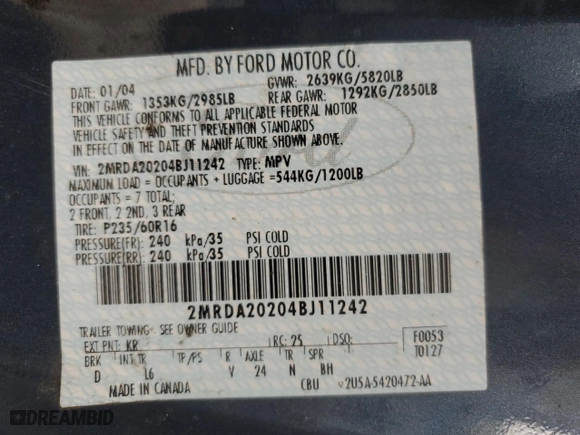 MFD. BY FORD MOTOR CO.
DATE: 01/04 GVWR: 2639KG/5820LB
FRONT GAWR: 1353KG/2985LB REAR GAWR: 1292KG/2850LB
THIS VEHICLE CONFORMS TO ALL APPLICABLE FEDERAL MOTOR
VEHICLE SAFETY AND THEFT PREVENTION STANDARDS
IN EFFECT ON THE DATE OF MANUFACTURE SHOWN ABOVE.
VIN: 2MRDA20204BJ11242 TYPE: MPV
MAXIMUM LOAD = OCCUPANTS + LUGGAGE =544KG/1200LB
OCCUPANTS = 7 TOTAL;
2 FRONT, 2 2ND, 3 REAR
TIRE: P235/60R16
PRESSURE(FR): 240 kPa/35 PSI COLD
PRESSURE(RR): 240 kPa/35 PSI COLD
2MRDA20204BJ11242
TRAILER TOWING- SEE OWNER GUIDE
EXT PNT: KR RC: 25 DSO: F0053
BRK INT TR TP/PS R AXLE TR SPR T0127
D L6 V 24 N BH
MADE IN CANADA CBU v2U5A-5420472-AA
DREAMBID